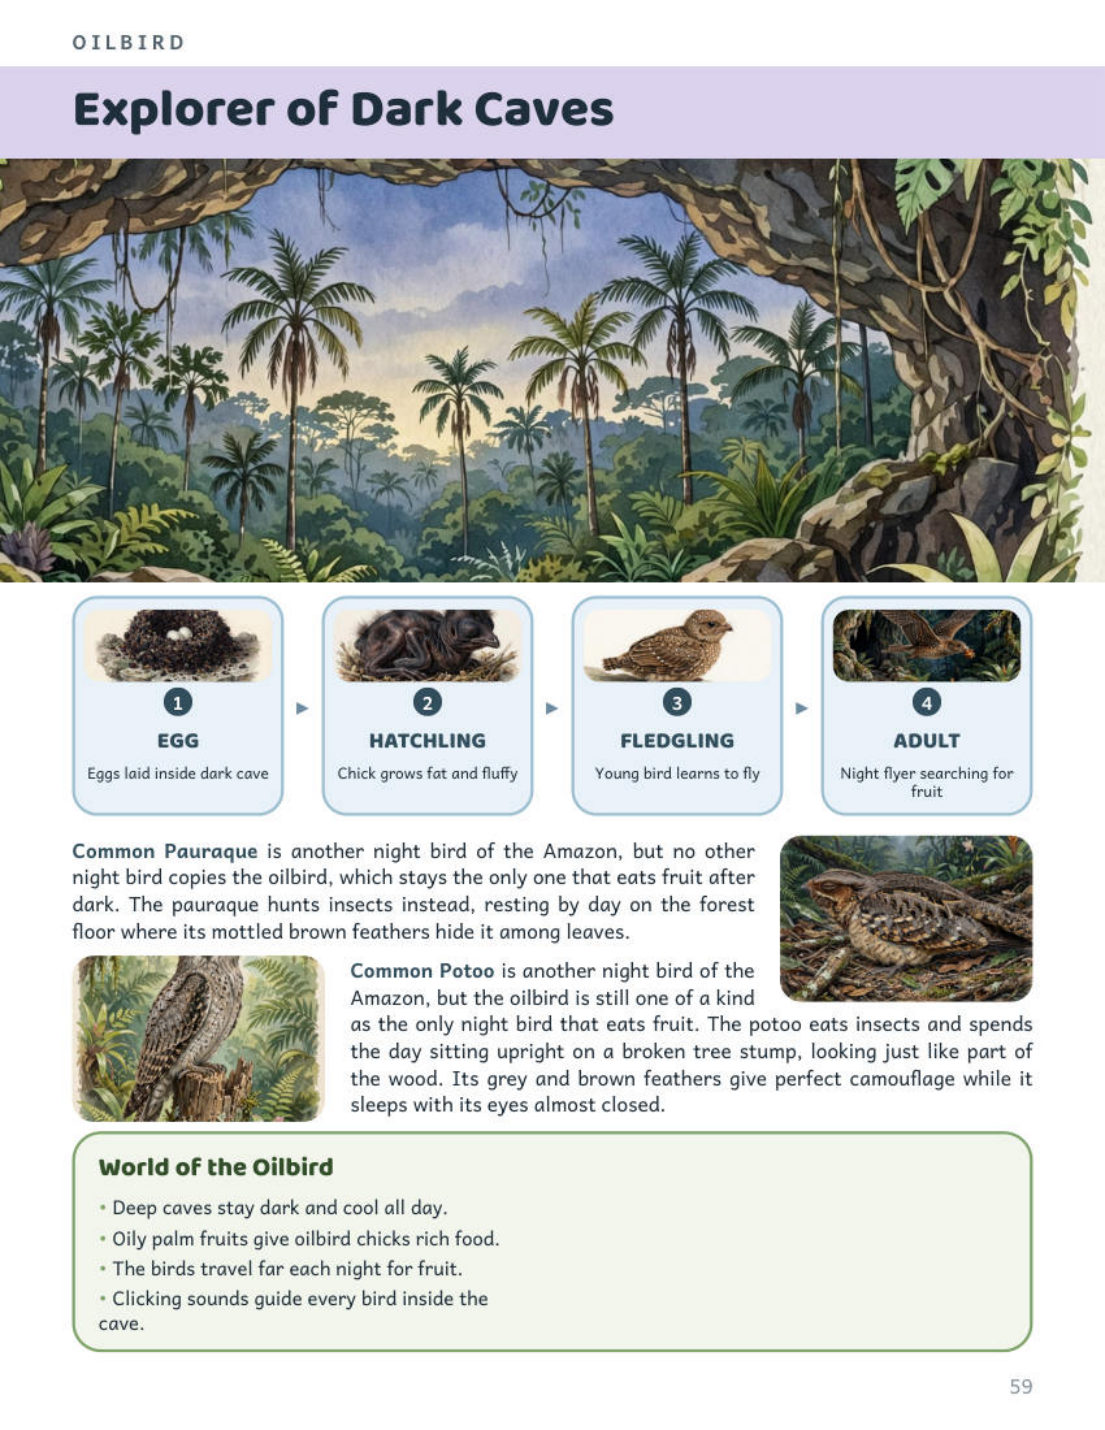 OILBIRD
Explorer of Dark Caves
1
EGG
Eggs laid inside dark cave
2
HATCHLING
Chick grows fat and fluffy
3
FLEDGLING
Young bird learns to fly
4
ADULT
Night flyer searching for
fruit
Common Pauraque is another night bird of the Amazon, but no other
night bird copies the oilbird, which stays the only one that eats fruit after
dark. The pauraque hunts insects instead, resting by day on the forest
floor where its mottled brown feathers hide it among leaves.
Common Potoo is another night bird of the
Amazon, but the oilbird is still one of a kind
as the only night bird that eats fruit. The potoo eats insects and spends
the day sitting upright on a broken tree stump, looking just like part of
the wood. Its grey and brown feathers give perfect camouflage while it
sleeps with its eyes almost closed.
World of the Oilbird
• Deep caves stay dark and cool all day.
• Oily palm fruits give oilbird chicks rich food.
• The birds travel far each night for fruit.
• Clicking sounds guide every bird inside the
cave.
59